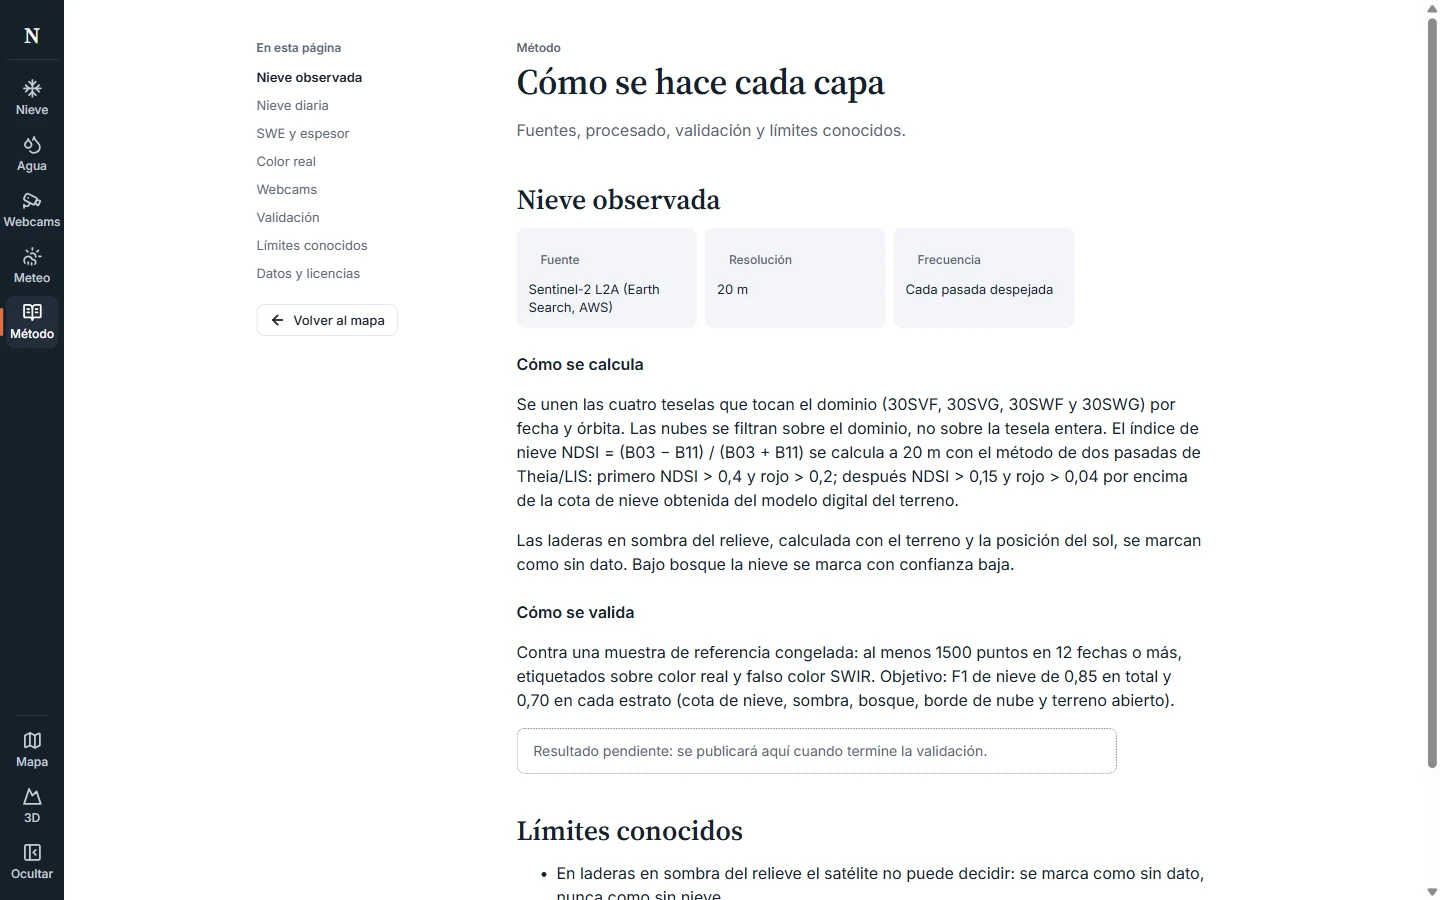 N
Nieve
Agua
Webcams
Meteo
Método
Mapa
3D
Ocultar
En esta página
Nieve observada
Nieve diaria
SWE y espesor
Color real
Webcams
Validación
Límites conocidos
Datos y licencias
Volver al mapa
Método
Cómo se hace cada capa
Fuentes, procesado, validación y límites conocidos.
Nieve observada
Fuente
Sentinel-2 L2A (Earth
Search, AWS)
Resolución
20 m
Frecuencia
Cada pasada despejada
Cómo se calcula
Se unen las cuatro teselas que tocan el dominio (30SVF, 30SVG, 30SWF y 30SWG) por
fecha y órbita. Las nubes se filtran sobre el dominio, no sobre la tesela entera. El índice de
nieve NDSI = (B03 − B11) / (B03 + B11) se calcula a 20 m con el método de dos pasadas de
Theia/LIS: primero NDSI > 0,4 y rojo > 0,2; después NDSI > 0,15 y rojo > 0,04 por encima
de la cota de nieve obtenida del modelo digital del terreno.
Las laderas en sombra del relieve, calculada con el terreno y la posición del sol, se marcan
como sin dato. Bajo bosque la nieve se marca con confianza baja.
Cómo se valida
Contra una muestra de referencia congelada: al menos 1500 puntos en 12 fechas o más,
etiquetados sobre color real y falso color SWIR. Objetivo: F1 de nieve de 0,85 en total y
0,70 en cada estrato (cota de nieve, sombra, bosque, borde de nube y terreno abierto).
Resultado pendiente: se publicará aquí cuando termine la validación.
Límites conocidos
• En laderas en sombra del relieve el satélite no puede decidir: se marca como sin dato,
nunca como sin nieve.